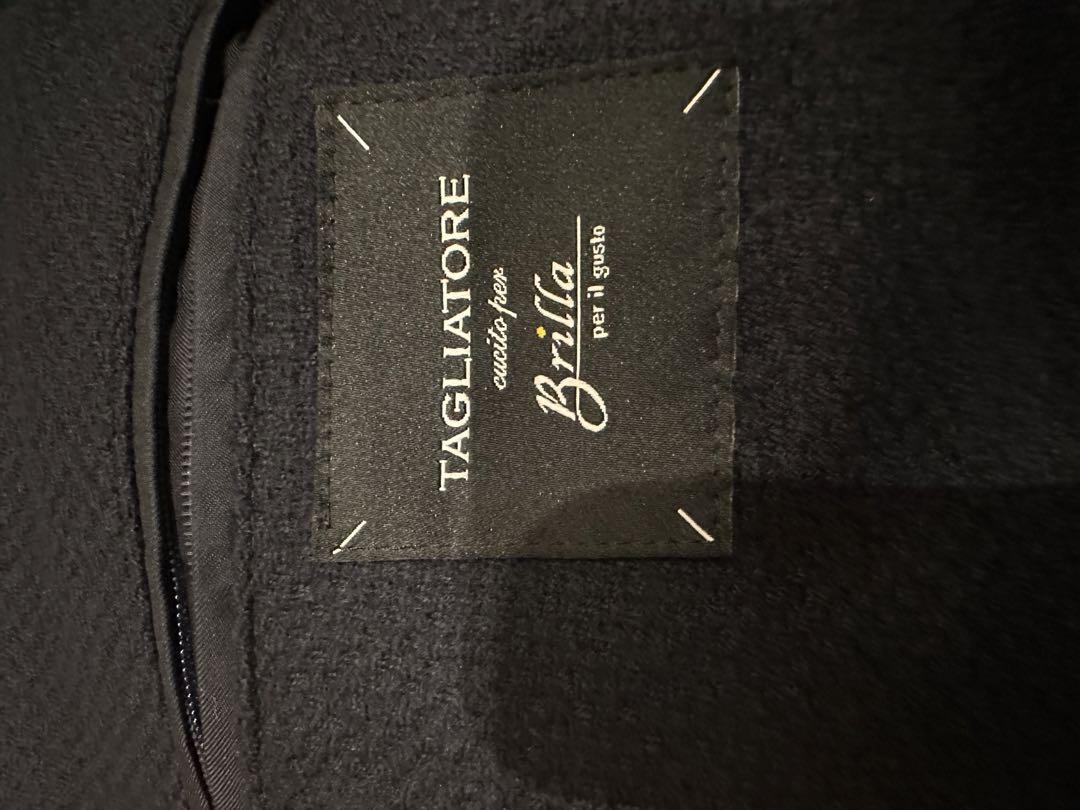 TAGLIATORE
cucito per
Brilla
per il gusto